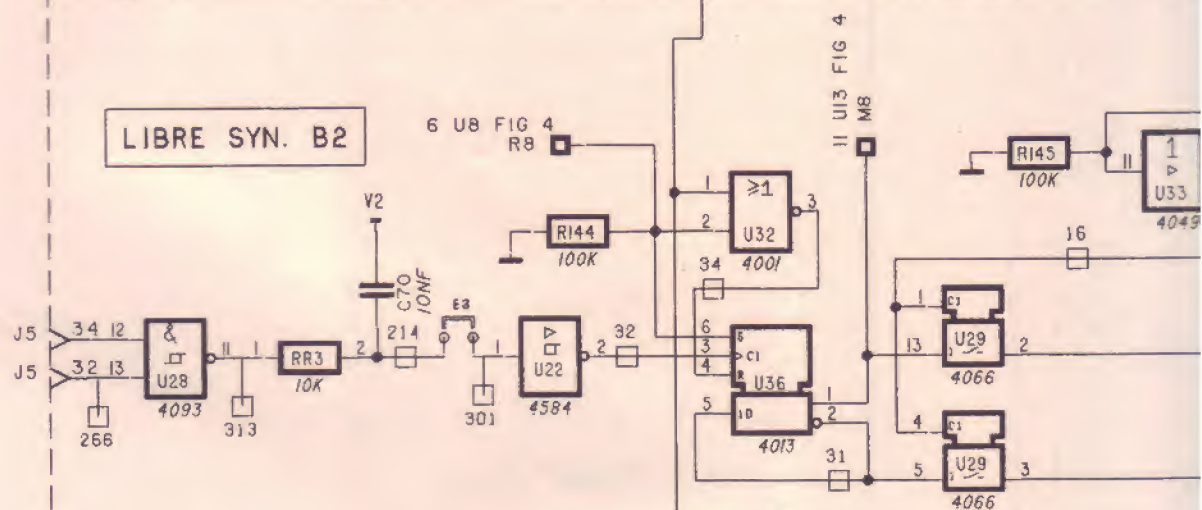 LIBRE SYN. B2
6 U8 FIG 4
R8
11 U13 FIG 4
M8
R145
100K
11
1
U33
4049
V2
C70
10NF
R144
100K
1
2
≥1
U32
4001
3
34
16
J5
34
12
J5
32
13
266
&
U28
4093
11
313
1
RR3
10K
2
214
E3
301
1
U22
4584
2
32
6
3
4
S
C1
R
U36
5
1D
4013
1
2
31
1
C1
13
U29
4066
2
4
C1
5
U29
4066
3